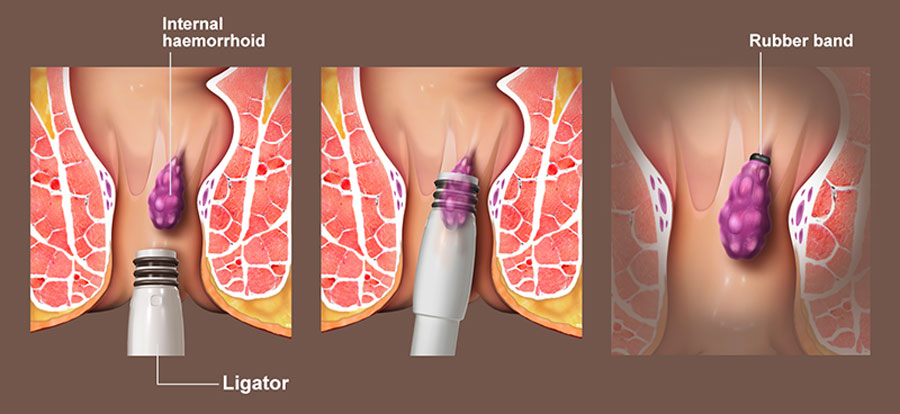 Internal
haemorrhoid
Rubber band
Ligator